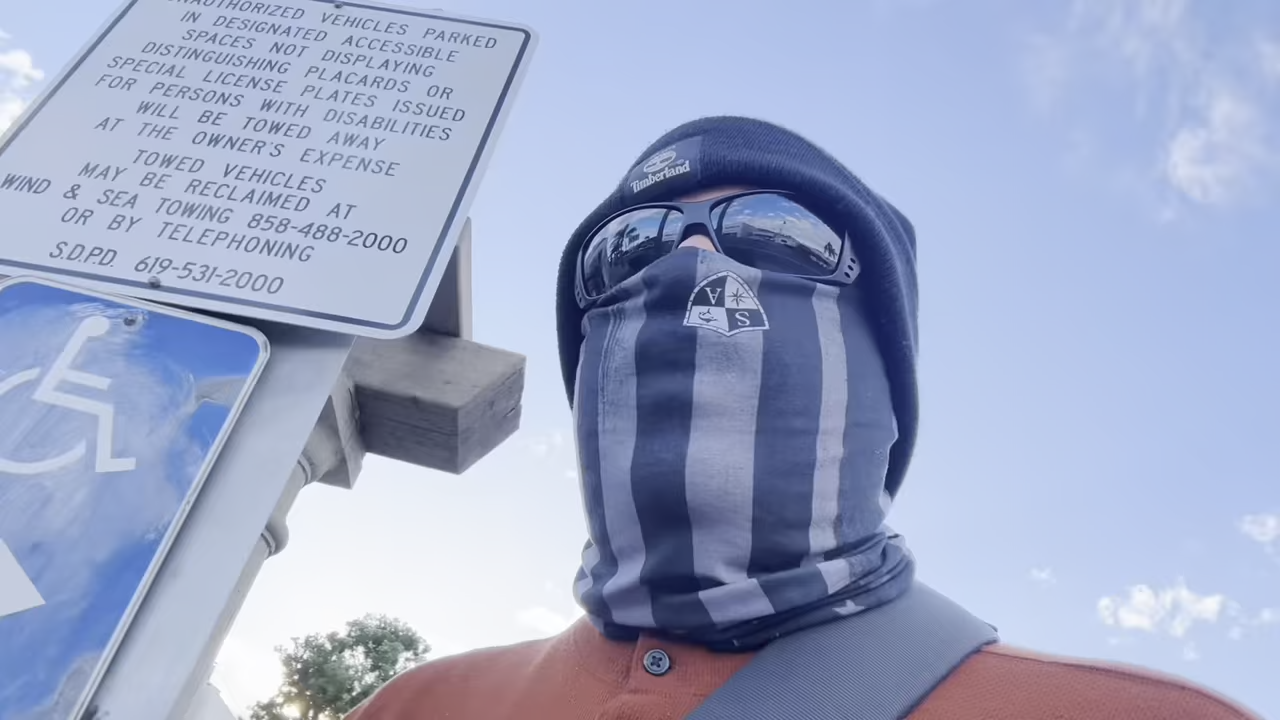 UNAUTHORIZED VEHICLES PARKED
IN DESIGNATED ACCESSIBLE
SPACES NOT DISPLAYING
DISTINGUISHING PLACARDS OR
SPECIAL LICENSE PLATES ISSUED
FOR PERSONS WITH DISABILITIES
WILL BE TOWED AWAY
AT THE OWNER'S EXPENSE
TOWED VEHICLES
MAY BE RECLAIMED AT
WIND & SEA TOWING 858-488-2000
OR BY TELEPHONING
S.D.P.D. 619-531-2000
Timberland
S A